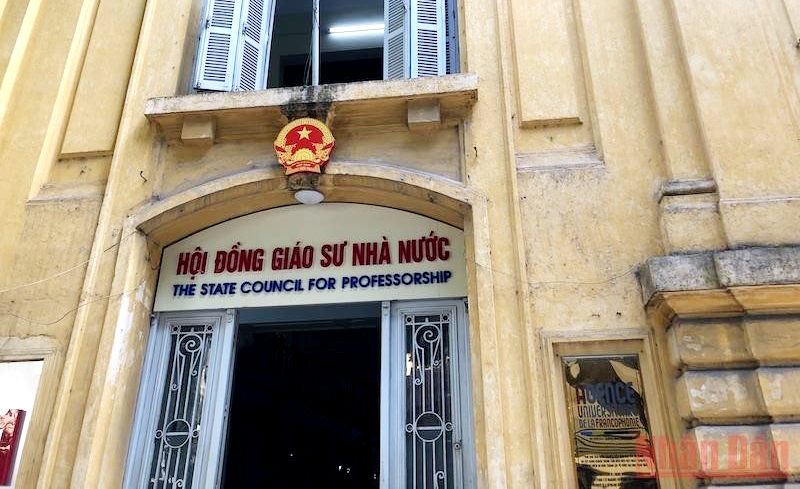 HỘI ĐỒNG GIÁO SƯ NHÀ NƯỚC
THE STATE COUNCIL FOR PROFESSORSHIP
AGENCE
UNIVERSITAIRE
DE LA FRANCOPHONIE
Nhân Dân